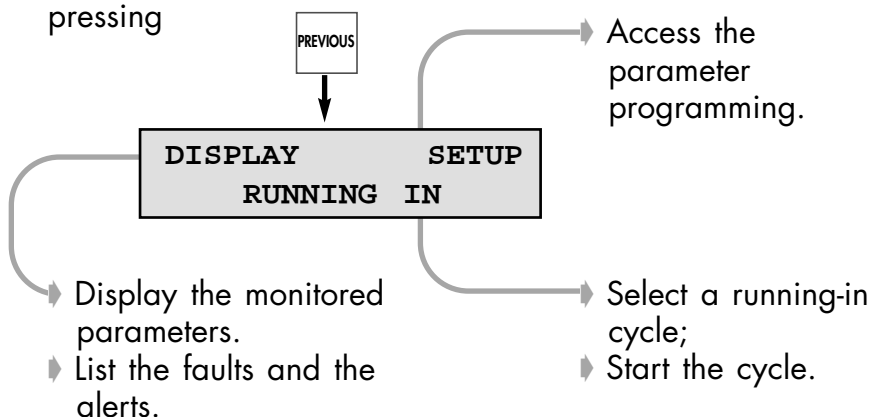 pressing
PREVIOUS
Access the
parameter
programming.
DISPLAY SETUP
RUNNING IN
Display the monitored
parameters.
List the faults and the
alerts.
Select a running-in
cycle;
Start the cycle.